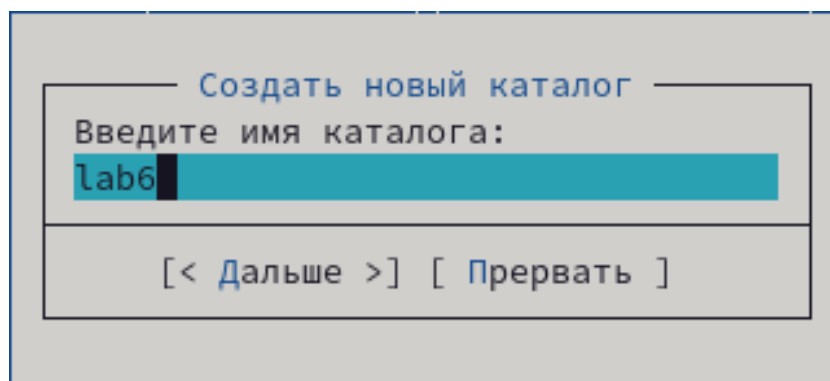 Создать новый каталог
Введите имя каталога:
lab6
[< Дальше >] [ Прервать ]